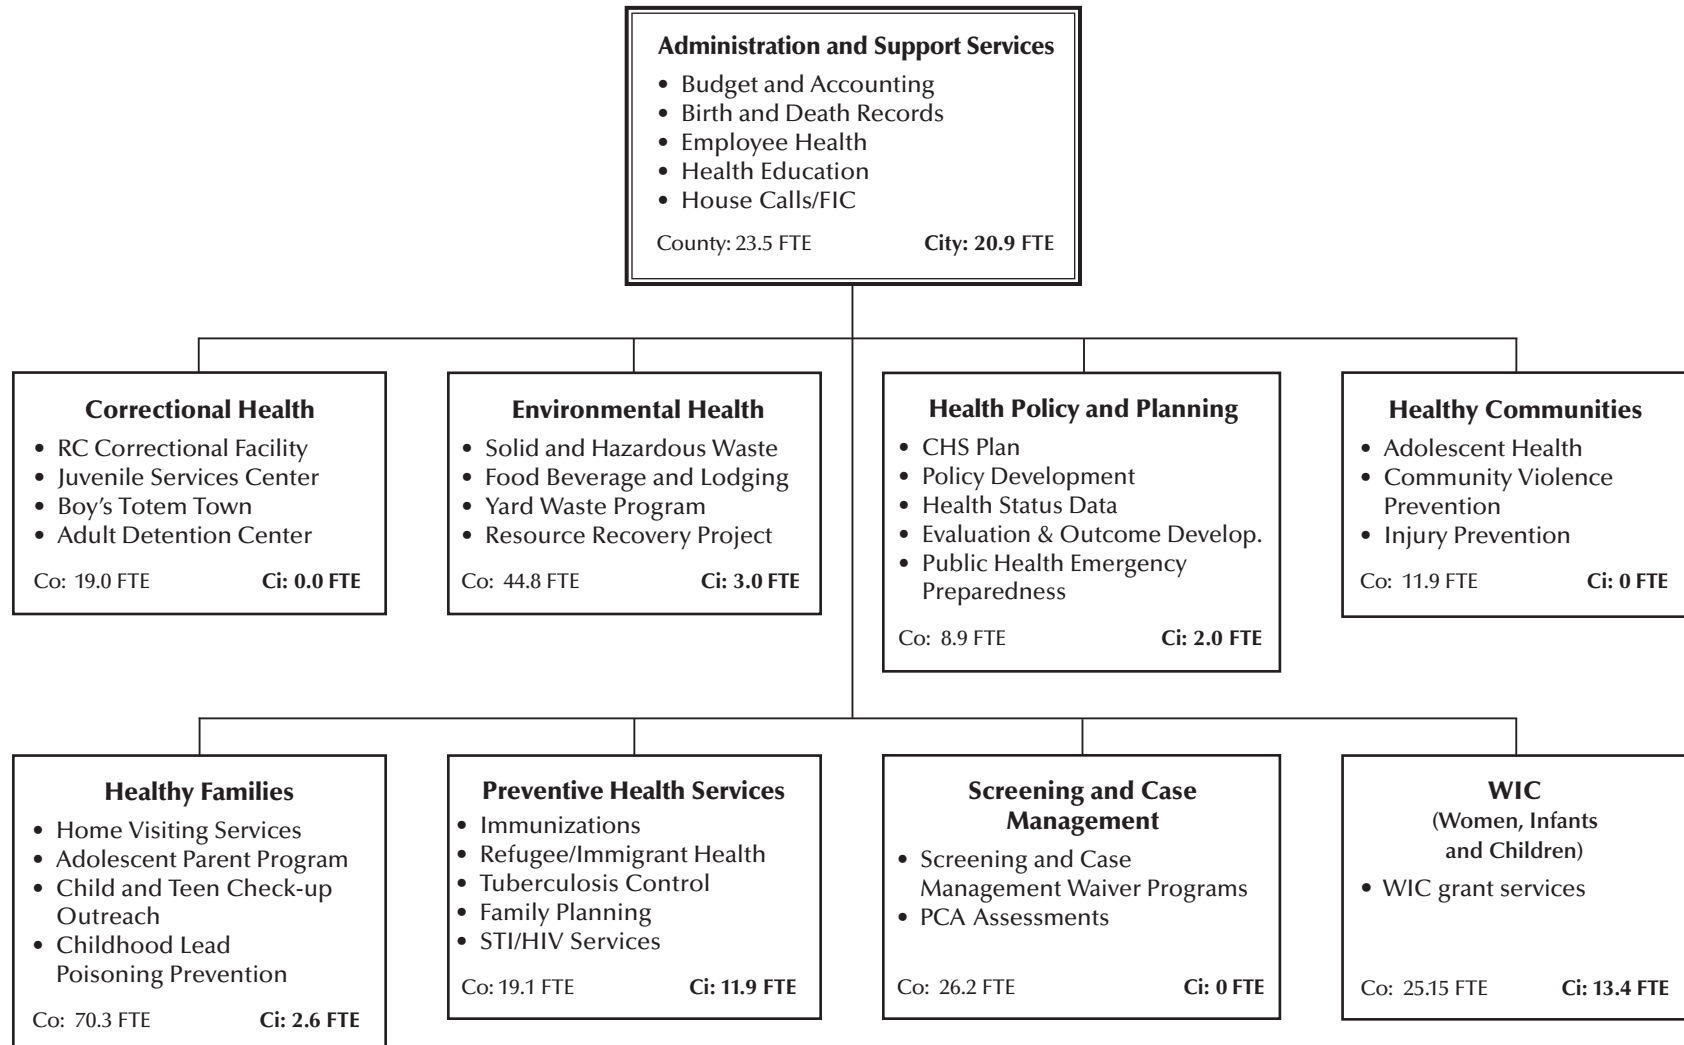 Administration and Support Services
• Budget and Accounting
• Birth and Death Records
• Employee Health
• Health Education
• House Calls/FIC
County: 23.5 FTE City: 20.9 FTE
Correctional Health
• RC Correctional Facility
• Juvenile Services Center
• Boy's Totem Town
• Adult Detention Center
Co: 19.0 FTE Ci: 0.0 FTE
Environmental Health
• Solid and Hazardous Waste
• Food Beverage and Lodging
• Yard Waste Program
• Resource Recovery Project
Co: 44.8 FTE Ci: 3.0 FTE
Health Policy and Planning
• CHS Plan
• Policy Development
• Health Status Data
• Evaluation & Outcome Develop.
• Public Health Emergency
Preparedness
Co: 8.9 FTE Ci: 2.0 FTE
Healthy Communities
• Adolescent Health
• Community Violence
Prevention
• Injury Prevention
Co: 11.9 FTE Ci: 0 FTE
Healthy Families
• Home Visiting Services
• Adolescent Parent Program
• Child and Teen Check-up
Outreach
• Childhood Lead
Poisoning Prevention
Co: 70.3 FTE Ci: 2.6 FTE
Preventive Health Services
• Immunizations
• Refugee/Immigrant Health
• Tuberculosis Control
• Family Planning
• STI/HIV Services
Co: 19.1 FTE Ci: 11.9 FTE
Screening and Case
Management
• Screening and Case
Management Waiver Programs
• PCA Assessments
Co: 26.2 FTE Ci: 0 FTE
WIC
(Women, Infants
and Children)
• WIC grant services
Co: 25.15 FTE Ci: 13.4 FTE